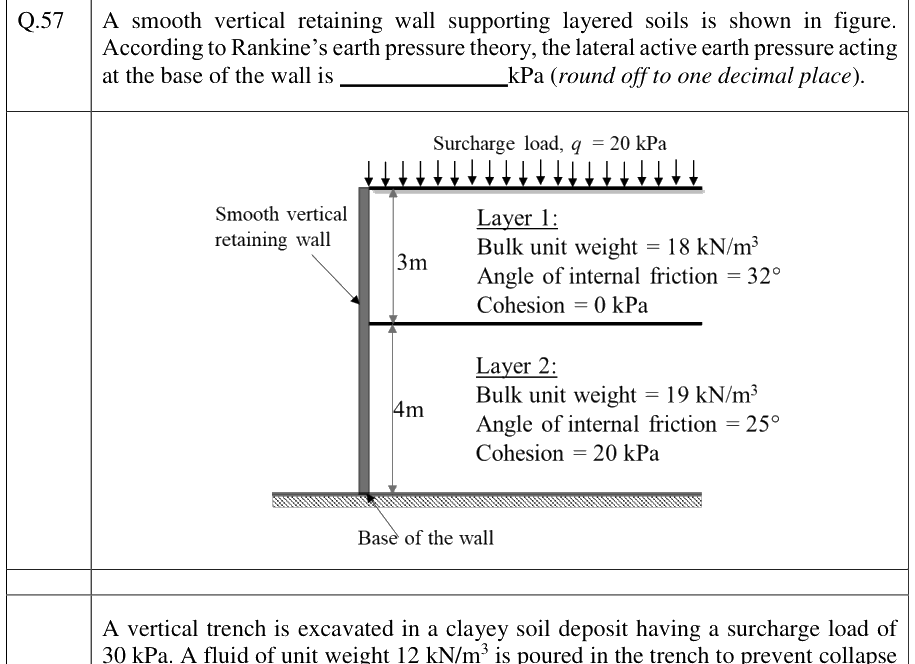 Q.57
A smooth vertical retaining wall supporting layered soils is shown in figure.
According to Rankine's earth pressure theory, the lateral active earth pressure acting
at the base of the wall is ______________kPa (round off to one decimal place).
Surcharge load, q = 20 kPa
Smooth vertical
retaining wall
3m
Layer 1:
Bulk unit weight = 18 kN/m³
Angle of internal friction = 32°
Cohesion = 0 kPa
4m
Layer 2:
Bulk unit weight = 19 kN/m³
Angle of internal friction = 25°
Cohesion = 20 kPa
Base of the wall
A vertical trench is excavated in a clayey soil deposit having a surcharge load of
30 kPa. A fluid of unit weight 12 kN/m³ is poured in the trench to prevent collapse